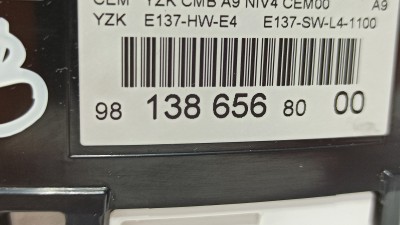 CEM YZK CMB A9 NIV4 CEM00 A9
YZK E137-HW-E4 E137-SW-L4-1100
98 138 656 80 00